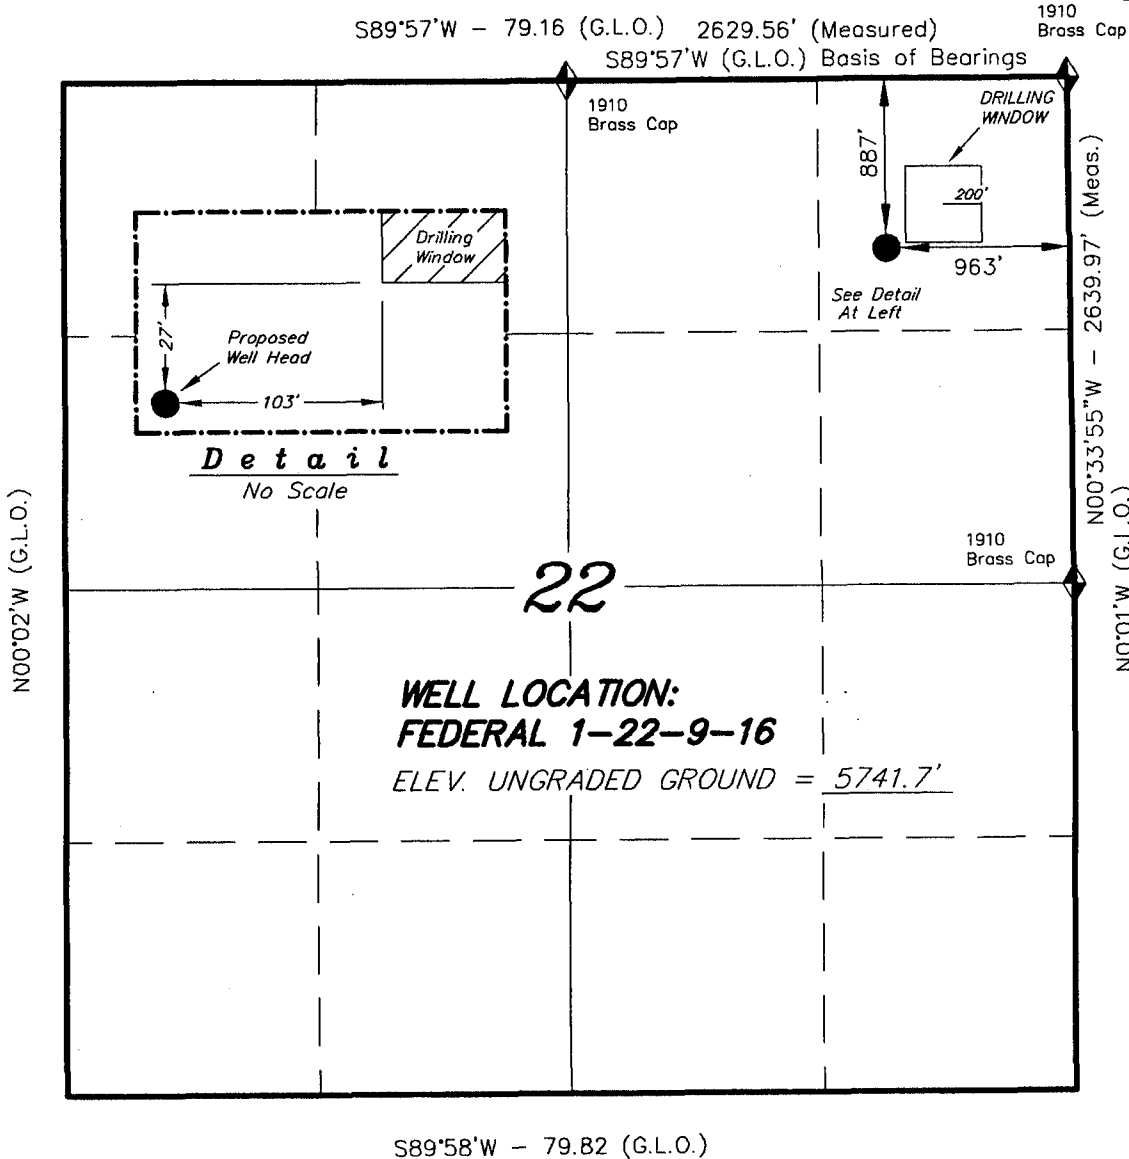 S89°57'W - 79.16 (G.L.O.) 2629.56' (Measured)
S89°57'W (G.L.O.) Basis of Bearings
1910
Brass Cap
1910
Brass Cap
DRILLING
WINDOW
887'
200'
963'
See Detail
At Left
N00°33'55"W - 2639.97' (Meas.)
Drilling
Window
27'
Proposed
Well Head
103'
Detail
No Scale
N00°02'W (G.L.O.)
1910
Brass Cap
N0°01'W (G.L.O.)
22
WELL LOCATION:
FEDERAL 1-22-9-16
ELEV. UNGRADED GROUND = 5741.7'
S89°58'W - 79.82 (G.L.O.)